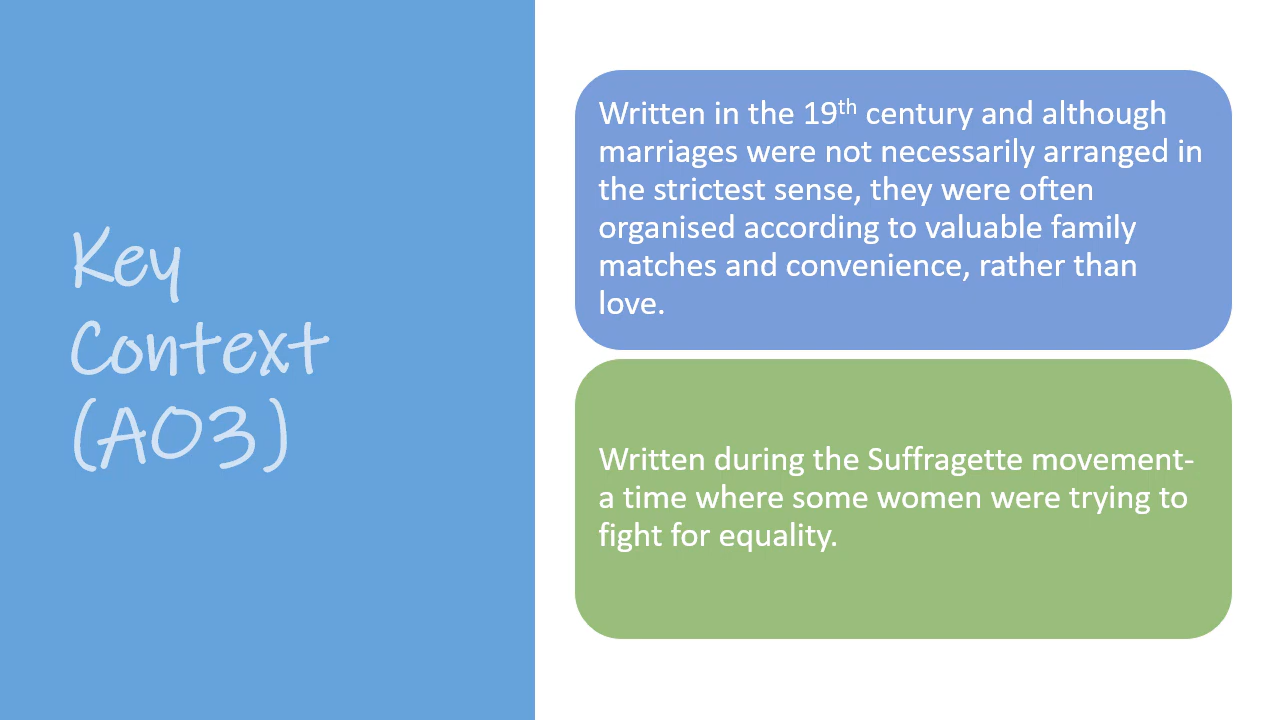 Key
Context
(AO3)
Written in the 19th century and although
marriages were not necessarily arranged in
the strictest sense, they were often
organised according to valuable family
matches and convenience, rather than
love.
Written during the Suffragette movement-
a time where some women were trying to
fight for equality.